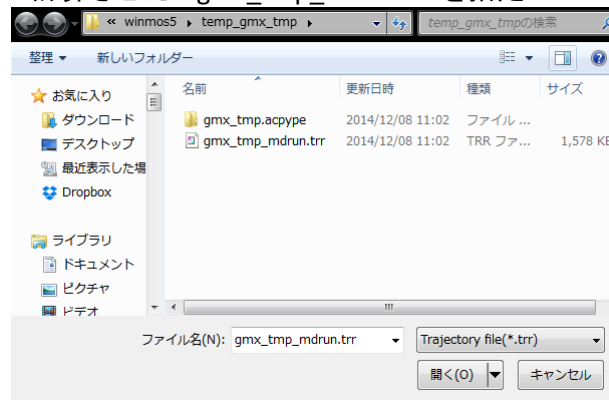 « winmos5 ▸ temp_gmx_tmp ▸ temp_gmx_tmpの検索
整理 ▼ 新しいフォルダー
お気に入り
ダウンロード
デスクトップ
最近表示した場
Dropbox
ライブラリ
ドキュメント
ピクチャ
ビデオ
名前 更新日時 種類 サイズ
gmx_tmp.acpype 2014/12/08 11:02 ファイル ...
gmx_tmp_mdrun.trr 2014/12/08 11:02 TRR ファ... 1,578 KE
ファイル名(N): gmx_tmp_mdrun.trr Trajectory file(*.trr)
開く(O) キャンセル